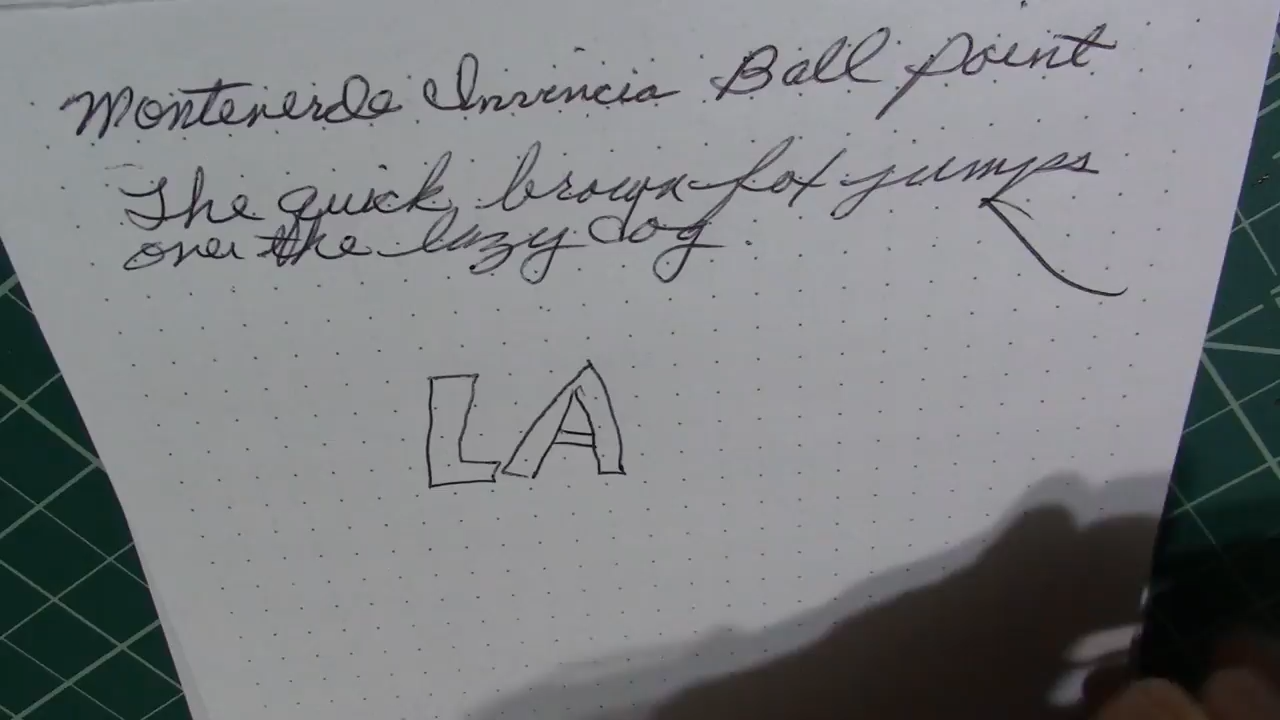 Monteverde Invincia Ball point
The quick brown fox jumps
over the lazy dog.
LA